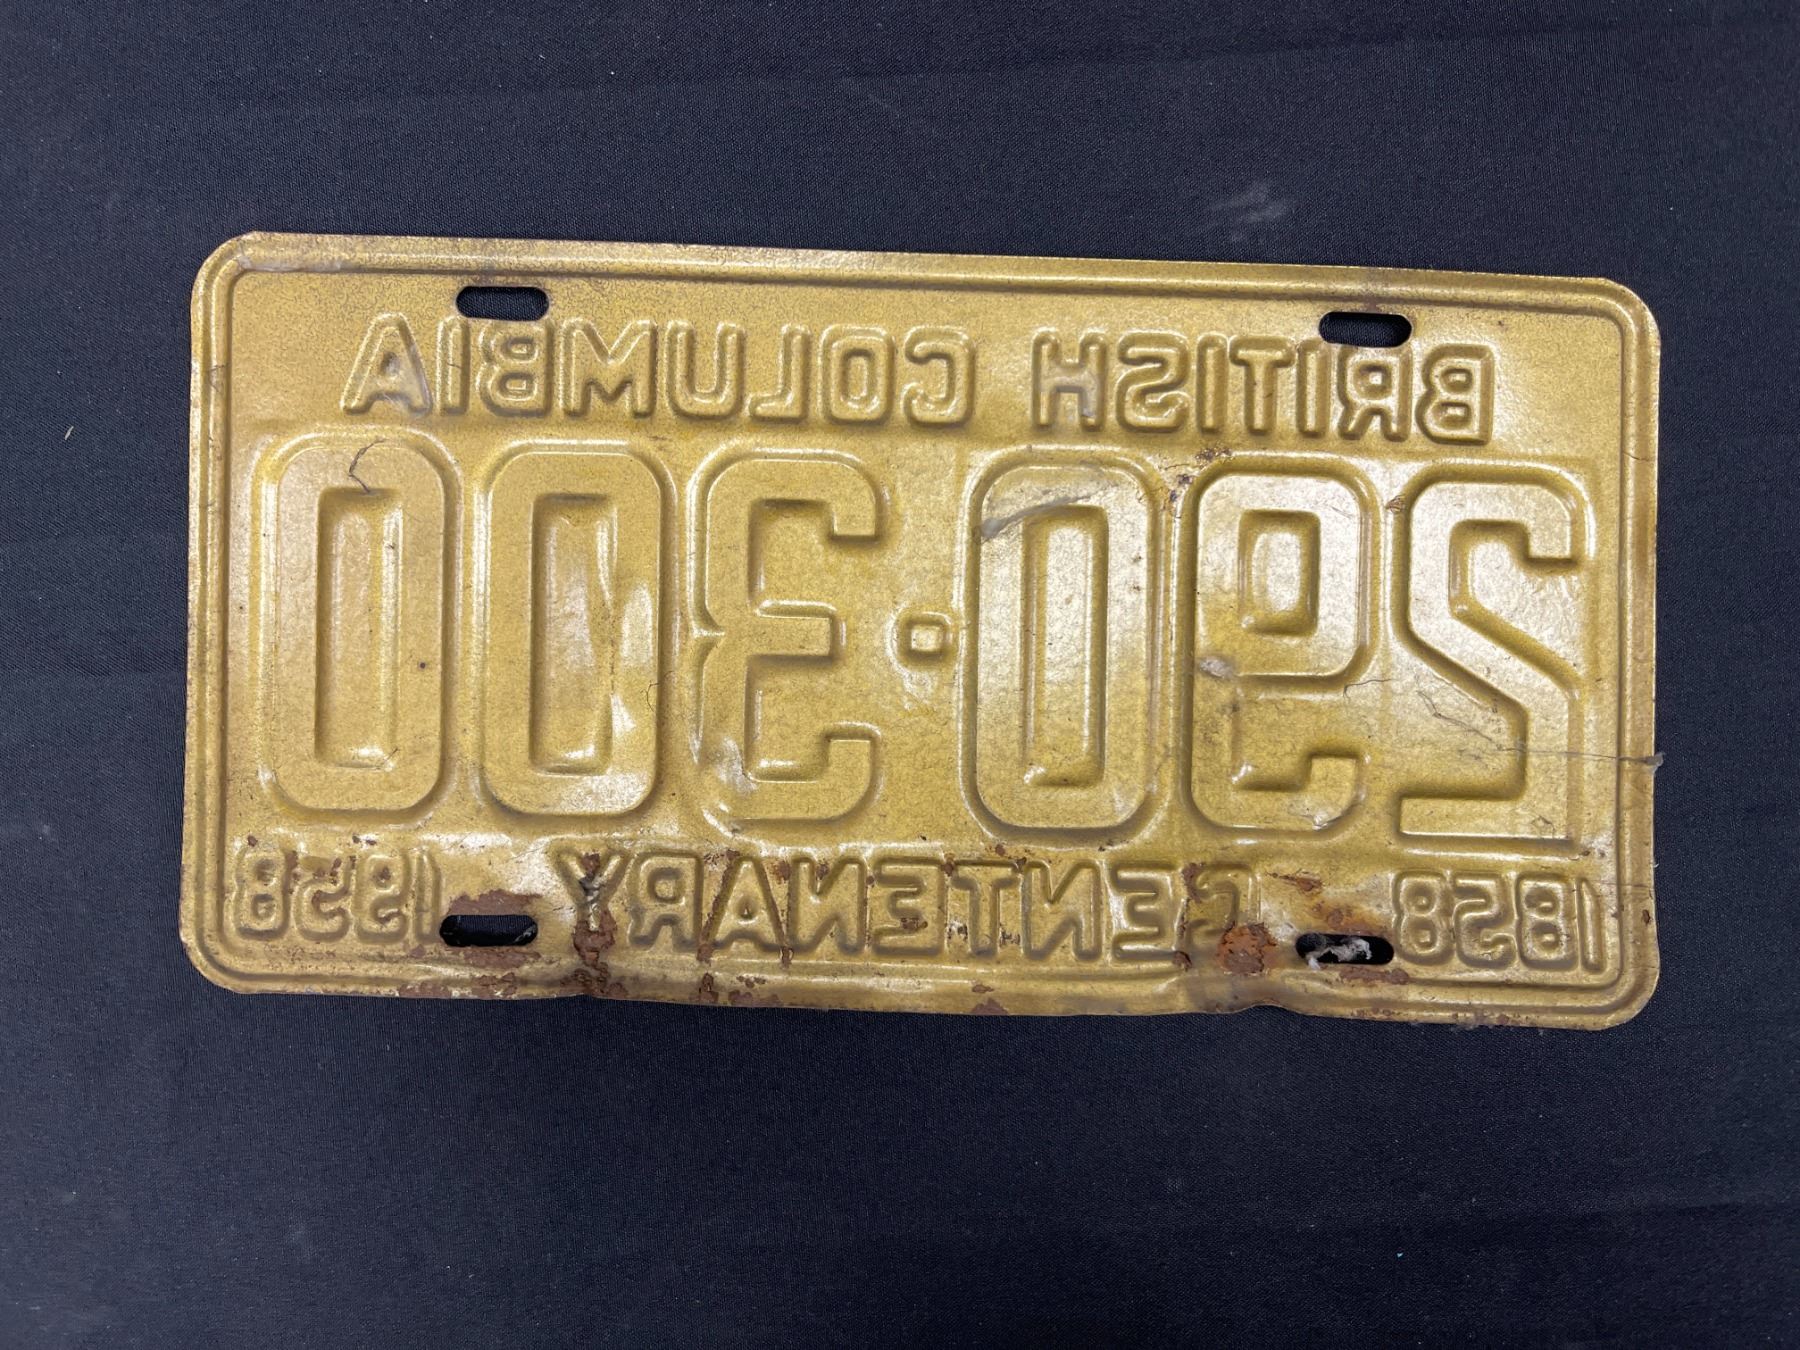 BRITISH COLUMBIA
290·300
1858 CENTENARY 1958